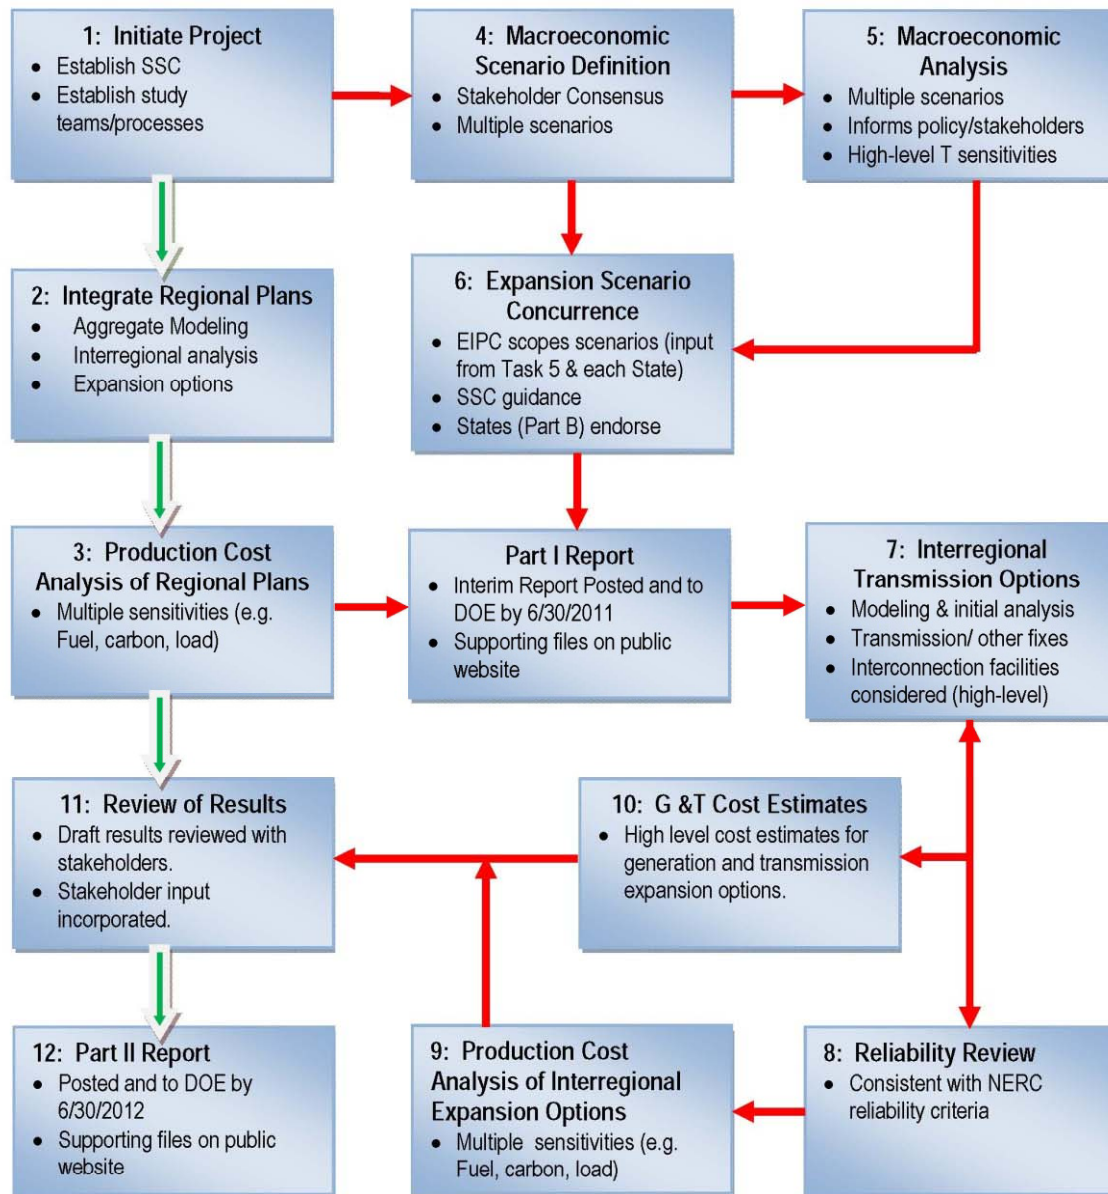 1: Initiate Project
• Establish SSC
• Establish study
teams/processes
4: Macroeconomic
Scenario Definition
• Stakeholder Consensus
• Multiple scenarios
5: Macroeconomic
Analysis
• Multiple scenarios
• Informs policy/stakeholders
• High-level T sensitivities
2: Integrate Regional Plans
• Aggregate Modeling
• Interregional analysis
• Expansion options
6: Expansion Scenario
Concurrence
• EIPC scopes scenarios (input
from Task 5 & each State)
• SSC guidance
• States (Part B) endorse
3: Production Cost
Analysis of Regional Plans
• Multiple sensitivities (e.g.
Fuel, carbon, load)
Part I Report
• Interim Report Posted and to
DOE by 6/30/2011
• Supporting files on public
website
7: Interregional
Transmission Options
• Modeling & initial analysis
• Transmission/ other fixes
• Interconnection facilities
considered (high-level)
11: Review of Results
• Draft results reviewed with
stakeholders.
• Stakeholder input
incorporated.
10: G &T Cost Estimates
• High level cost estimates for
generation and transmission
expansion options.
12: Part II Report
• Posted and to DOE by
6/30/2012
• Supporting files on public
website
9: Production Cost
Analysis of Interregional
Expansion Options
• Multiple sensitivities (e.g.
Fuel, carbon, load)
8: Reliability Review
• Consistent with NERC
reliability criteria